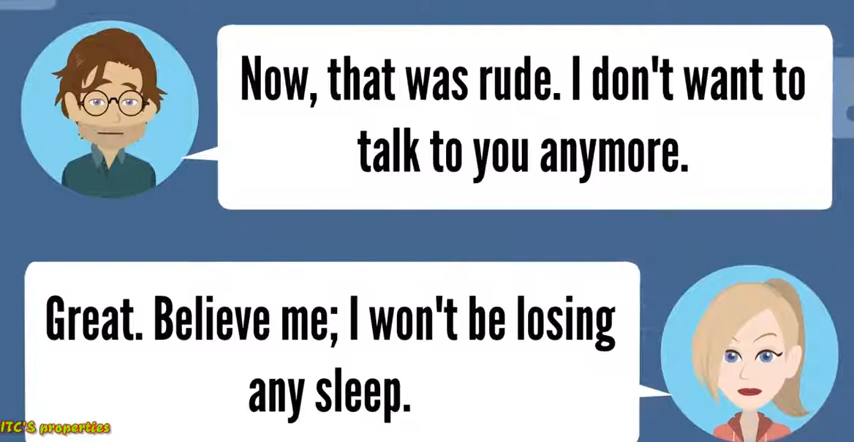 Now, that was rude. I don't want to
talk to you anymore.
Great. Believe me; I won't be losing
any sleep.
ITC'S properties